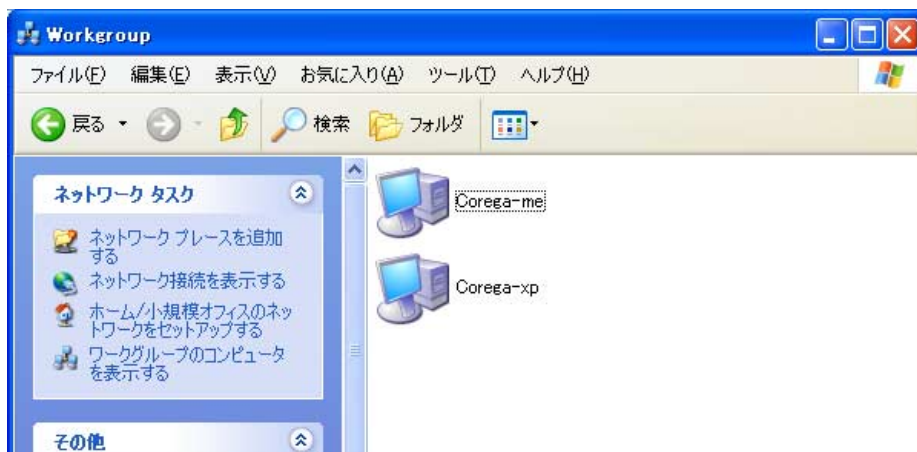 Workgroup
ファイル(F) 編集(E) 表示(V) お気に入り(A) ツール(T) ヘルプ(H)
戻る 検索 フォルダ
ネットワーク タスク
ネットワーク プレースを追加
する
ネットワーク接続を表示する
ホーム/小規模オフィスのネッ
トワークをセットアップする
ワークグループのコンピュータ
を表示する
その他
Corega-me
Corega-xp